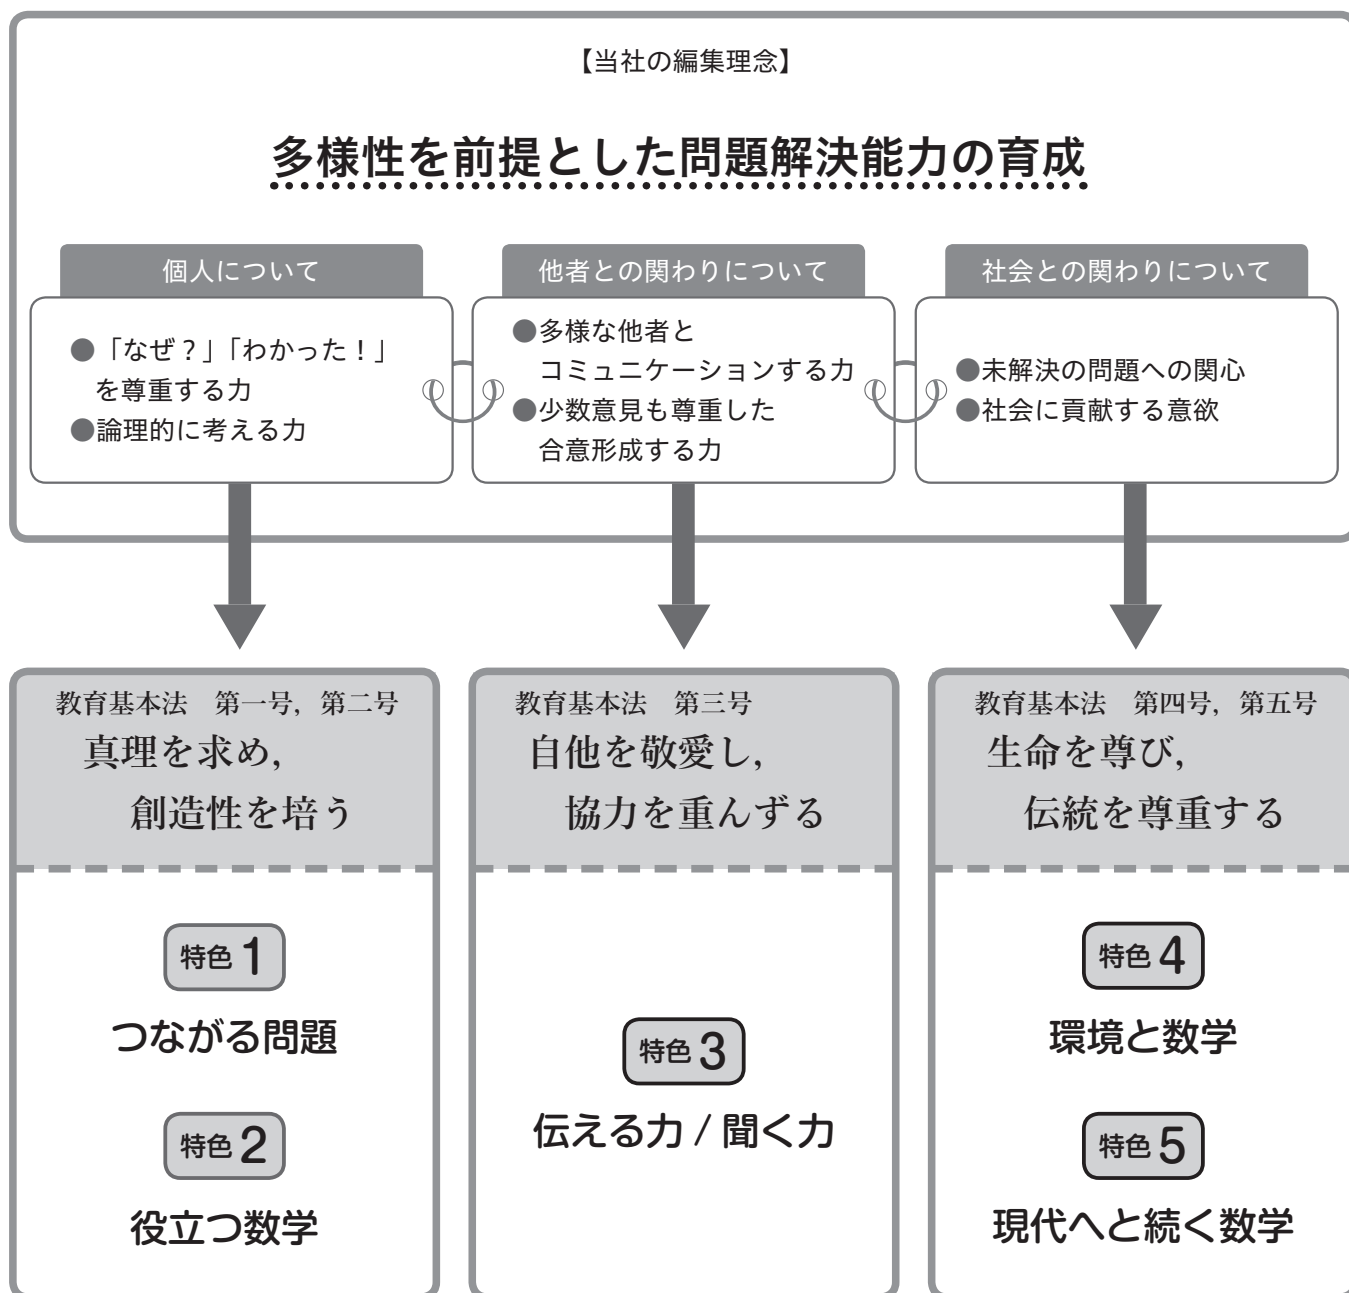 【当社の編集理念】
多様性を前提とした問題解決能力の育成
個人について
●「なぜ？」「わかった！」
を尊重する力
●論理的に考える力
他者との関わりについて
●多様な他者と
コミュニケーションする力
●少数意見も尊重した
合意形成する力
社会との関わりについて
●未解決の問題への関心
●社会に貢献する意欲
教育基本法　第一号，第二号
真理を求め，
創造性を培う
特色 1
つながる問題
特色 2
役立つ数学
教育基本法　第三号
自他を敬愛し，
協力を重んずる
特色 3
伝える力 / 聞く力
教育基本法　第四号，第五号
生命を尊び，
伝統を尊重する
特色 4
環境と数学
特色 5
現代へと続く数学